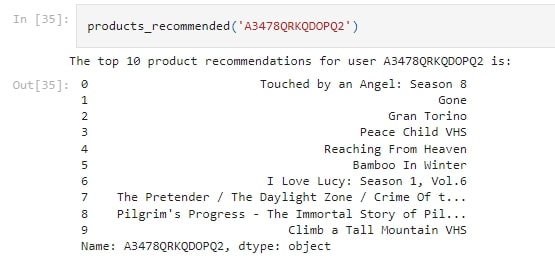 In [35]: products_recommended('A3478QRKQDOPQ2')
The top 10 product recommendations for user A3478QRKQDOPQ2 is:
Out[35]: 0 Touched by an Angel: Season 8
1 Gone
2 Gran Torino
3 Peace Child VHS
4 Reaching From Heaven
5 Bamboo In Winter
6 I Love Lucy: Season 1, Vol.6
7 The Pretender / The Daylight Zone / Crime Of t...
8 Pilgrim's Progress - The Immortal Story of Pil...
9 Climb a Tall Mountain VHS
Name: A3478QRKQDOPQ2, dtype: object